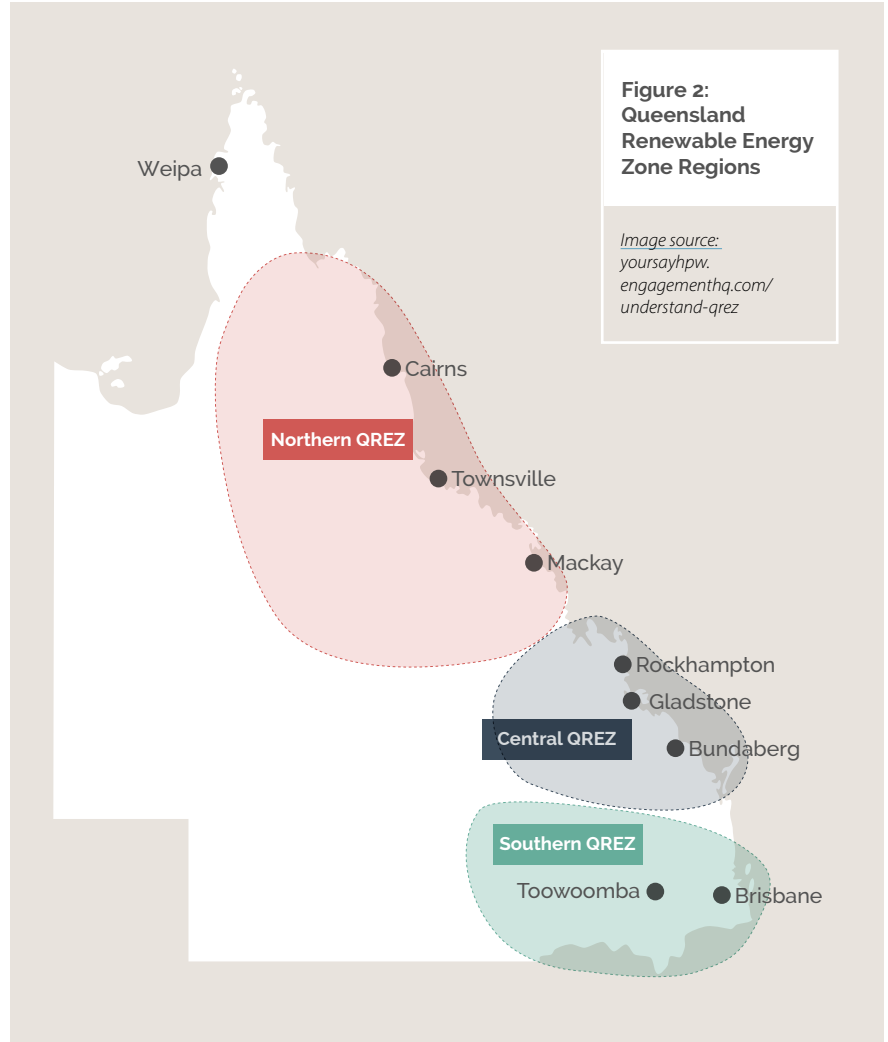 Figure 2:
Queensland
Renewable Energy
Zone Regions
Image source:
yoursayhpw.
engagementhq.com/
understand-qrez
Weipa
Cairns
Northern QREZ
Townsville
Mackay
Rockhampton
Gladstone
Central QREZ
Bundaberg
Southern QREZ
Toowoomba
Brisbane